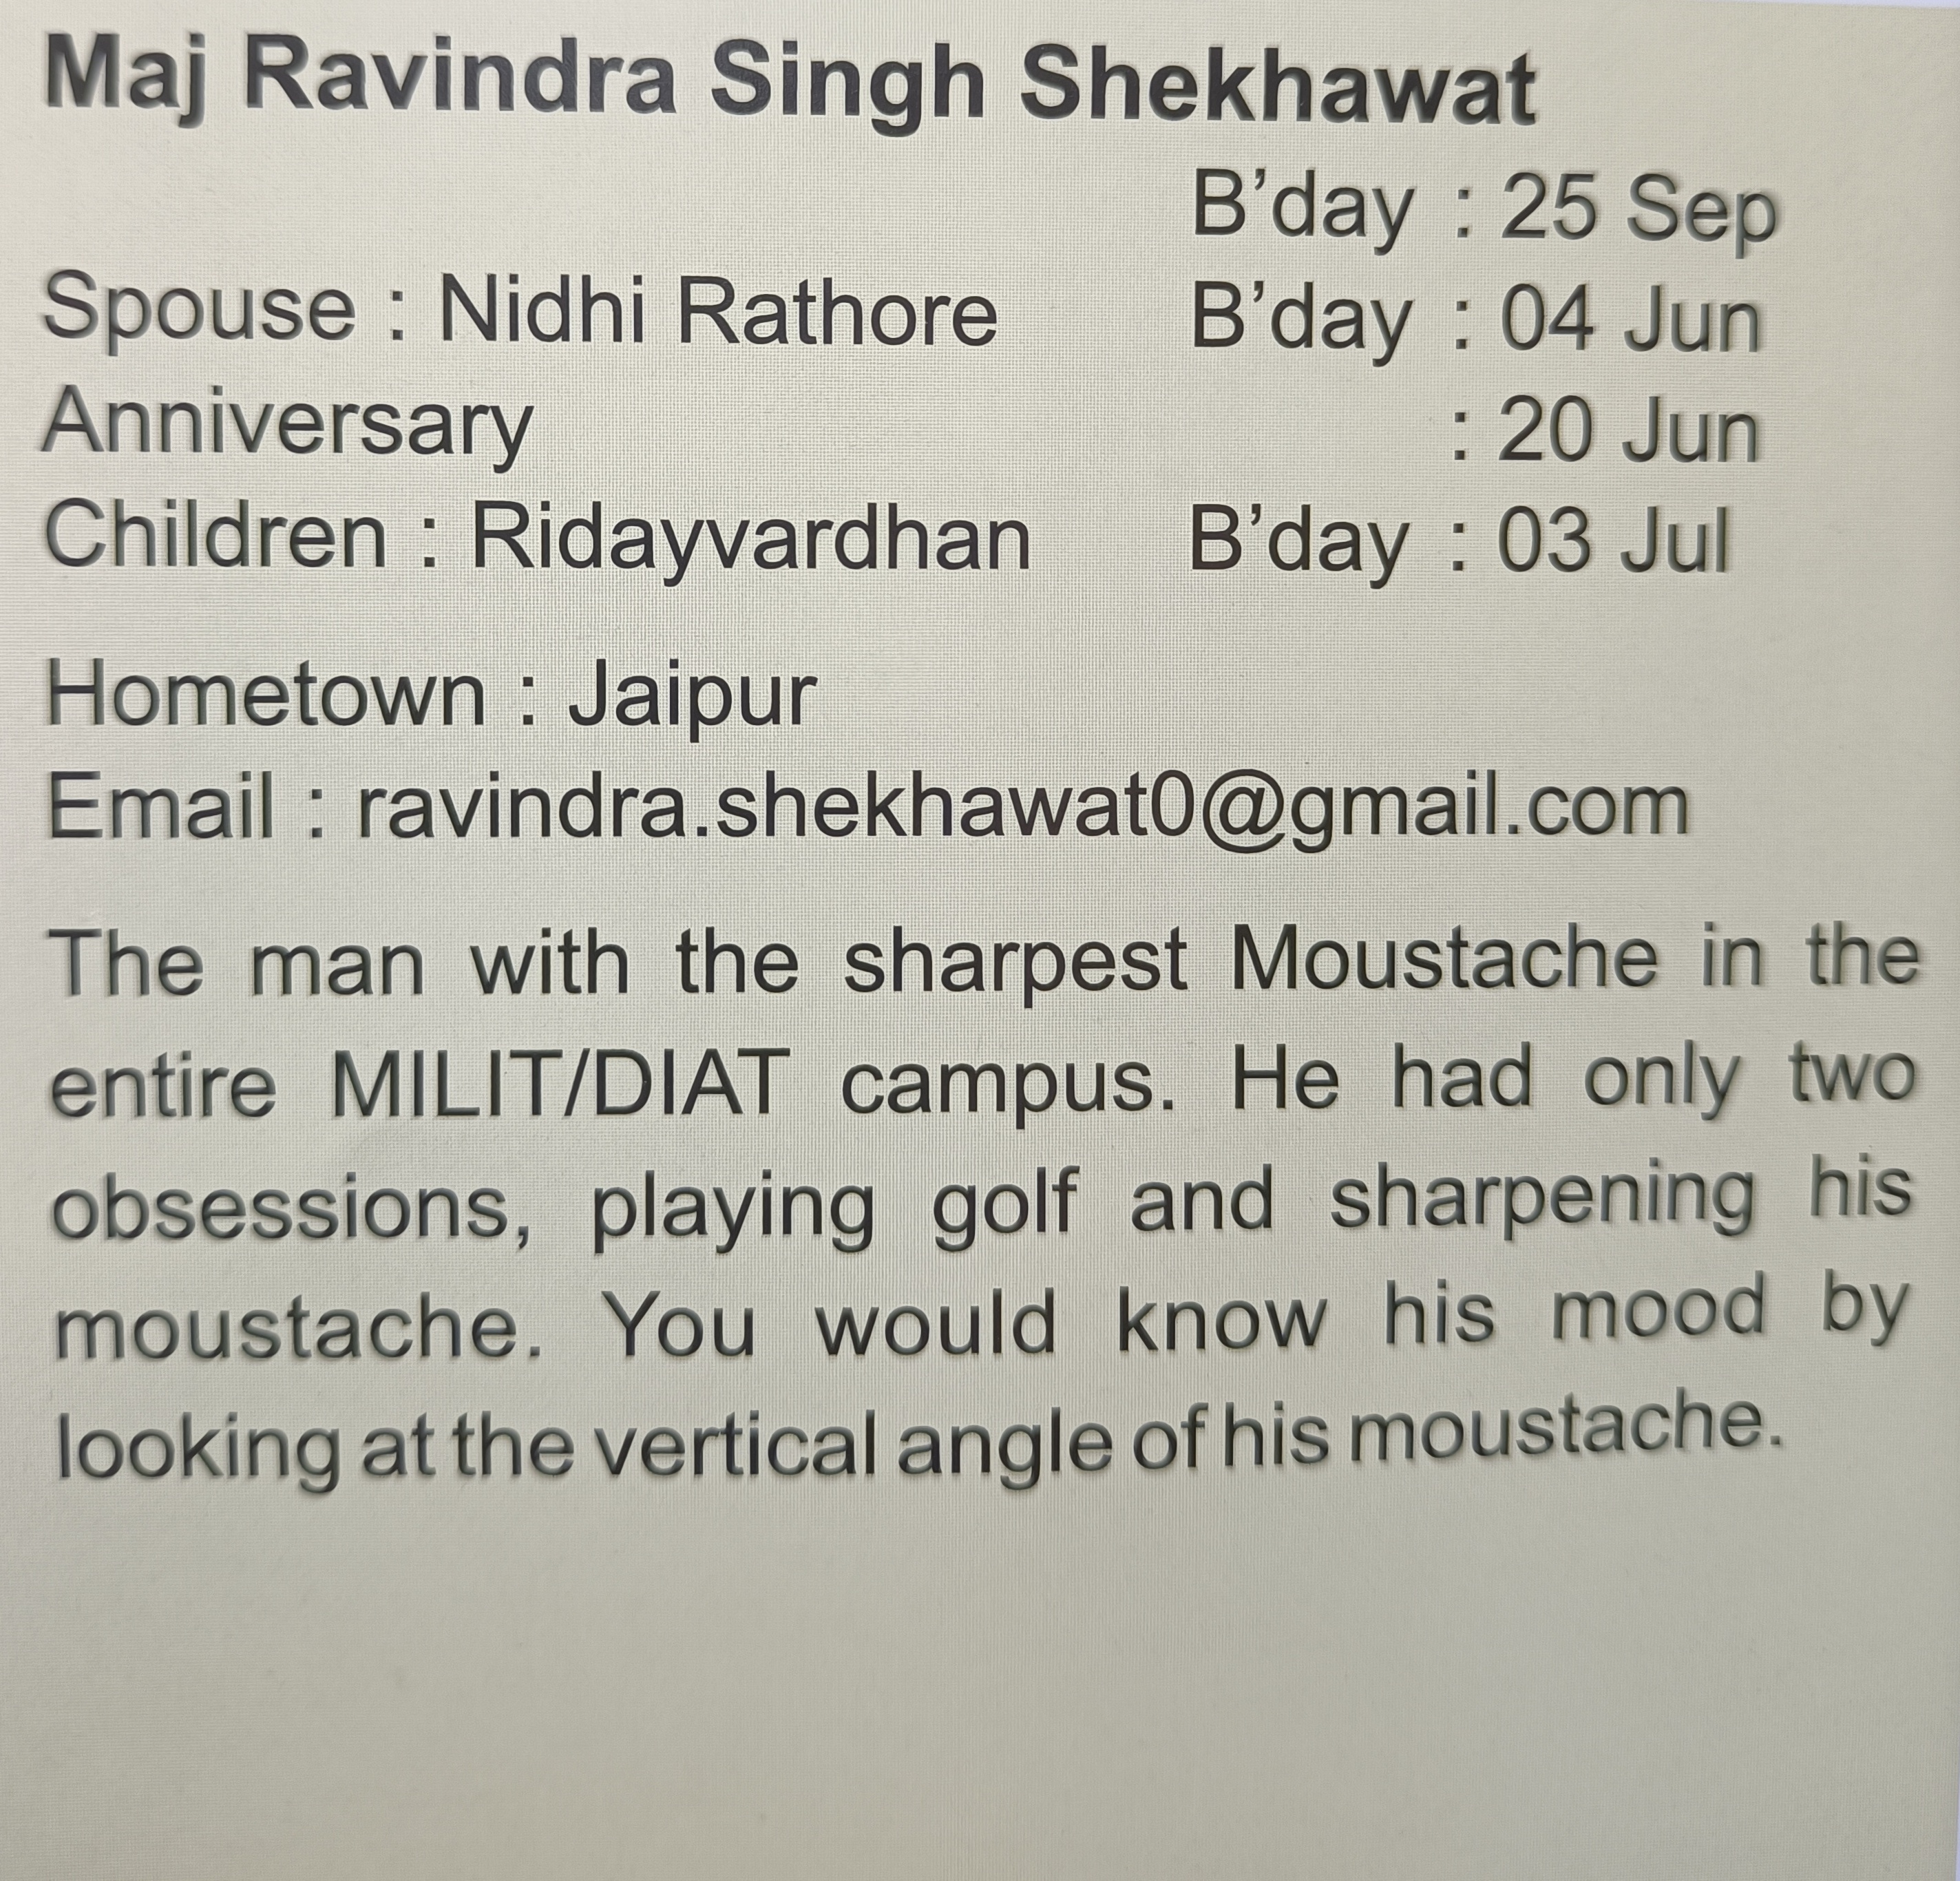 Maj Ravindra Singh Shekhawat
B’day : 25 Sep
Spouse : Nidhi Rathore B’day : 04 Jun
Anniversary : 20 Jun
Children : Ridayvardhan B’day : 03 Jul
Hometown : Jaipur
Email : ravindra.shekhawat0@gmail.com
The man with the sharpest Moustache in the
entire MILIT/DIAT campus. He had only two
obsessions, playing golf and sharpening his
moustache. You would know his mood by
looking at the vertical angle of his moustache.